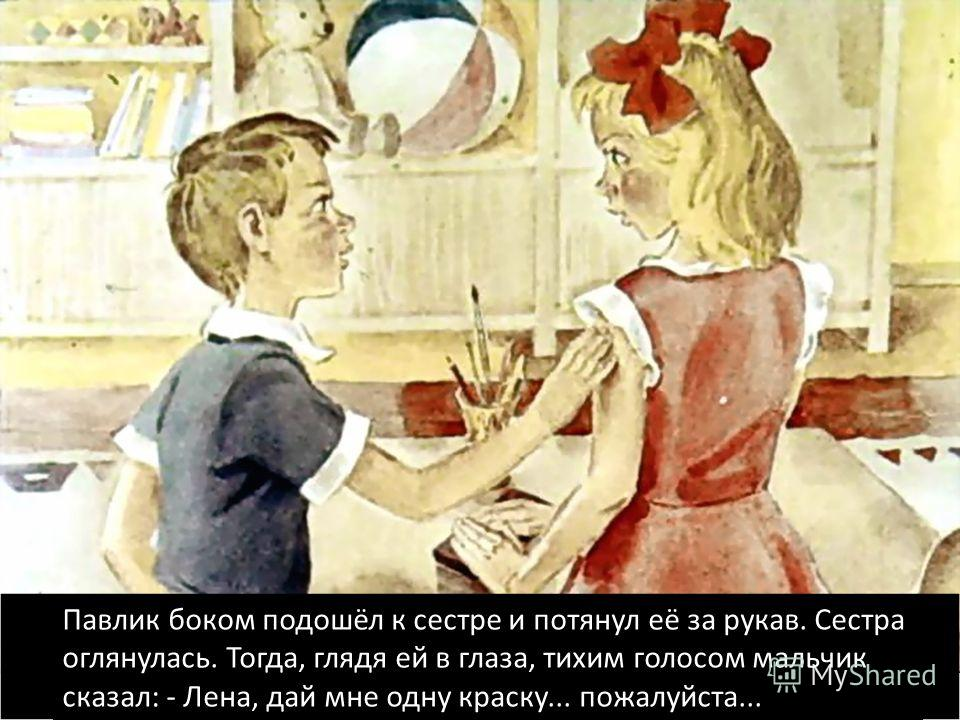 Павлик боком подошёл к сестре и потянул её за рукав. Сестра
оглянулась. Тогда, глядя ей в глаза, тихим голосом мальчик
сказал: - Лена, дай мне одну краску... пожалуйста...
MyShared